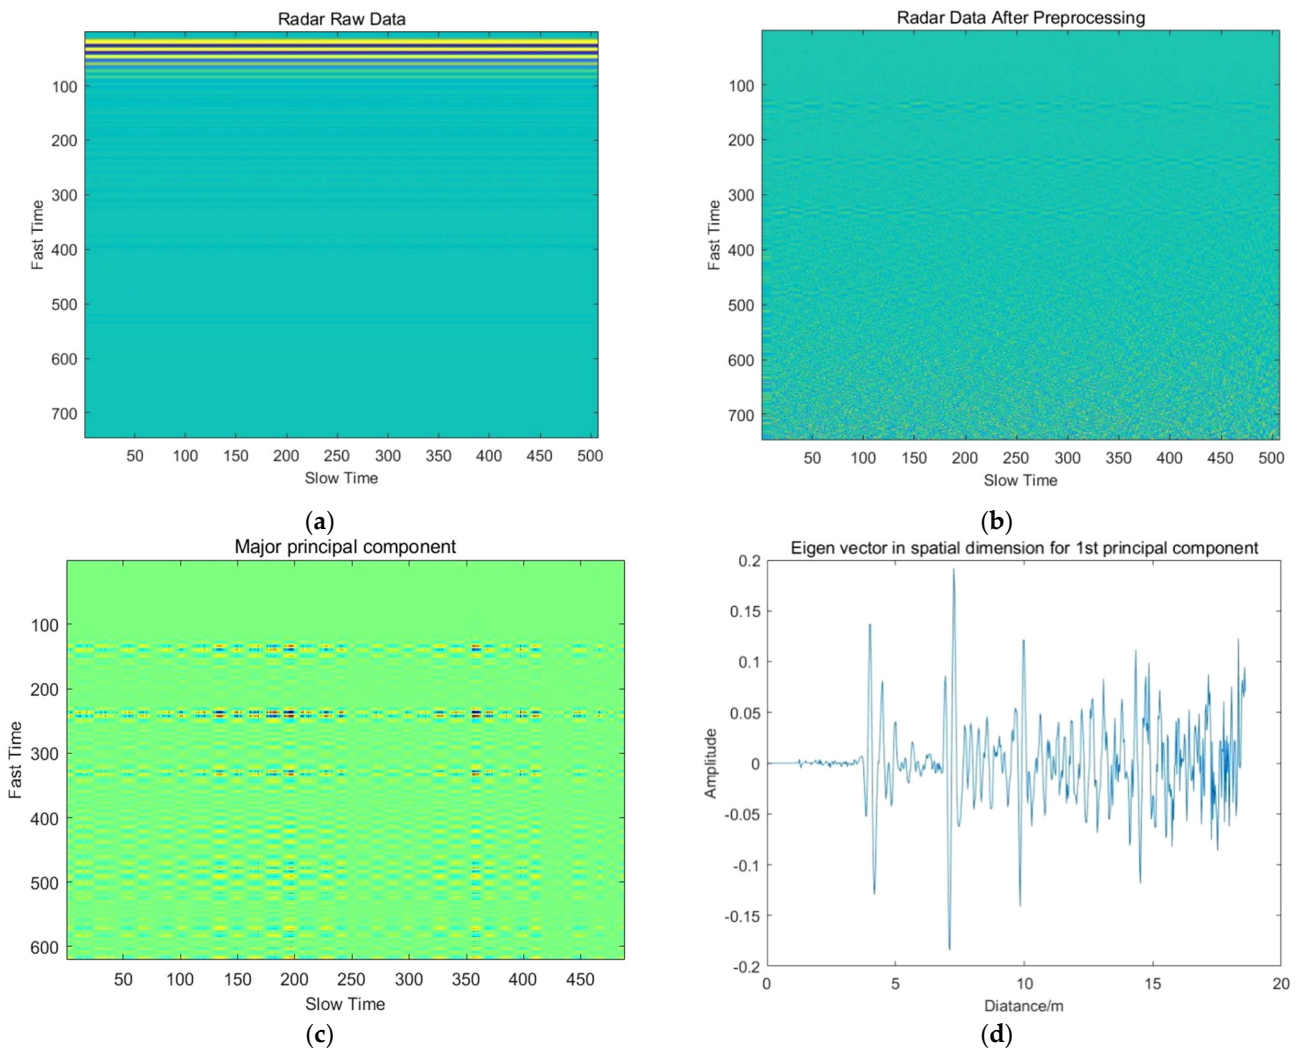 Radar Raw Data
100
200
300
400
500
600
700
Fast Time
50 100 150 200 250 300 350 400 450 500
Slow Time
(a)
Radar Data After Preprocessing
100
200
300
400
500
600
700
Fast Time
50 100 150 200 250 300 350 400 450 500
Slow Time
(b)
Major principal component
100
200
300
400
500
600
Fast Time
50 100 150 200 250 300 350 400 450
Slow Time
(c)
Eigen vector in spatial dimension for 1st principal component
0.2
0.15
0.1
0.05
0
-0.05
-0.1
-0.15
-0.2
Amplitude
0 5 10 15 20
Diatance/m
(d)